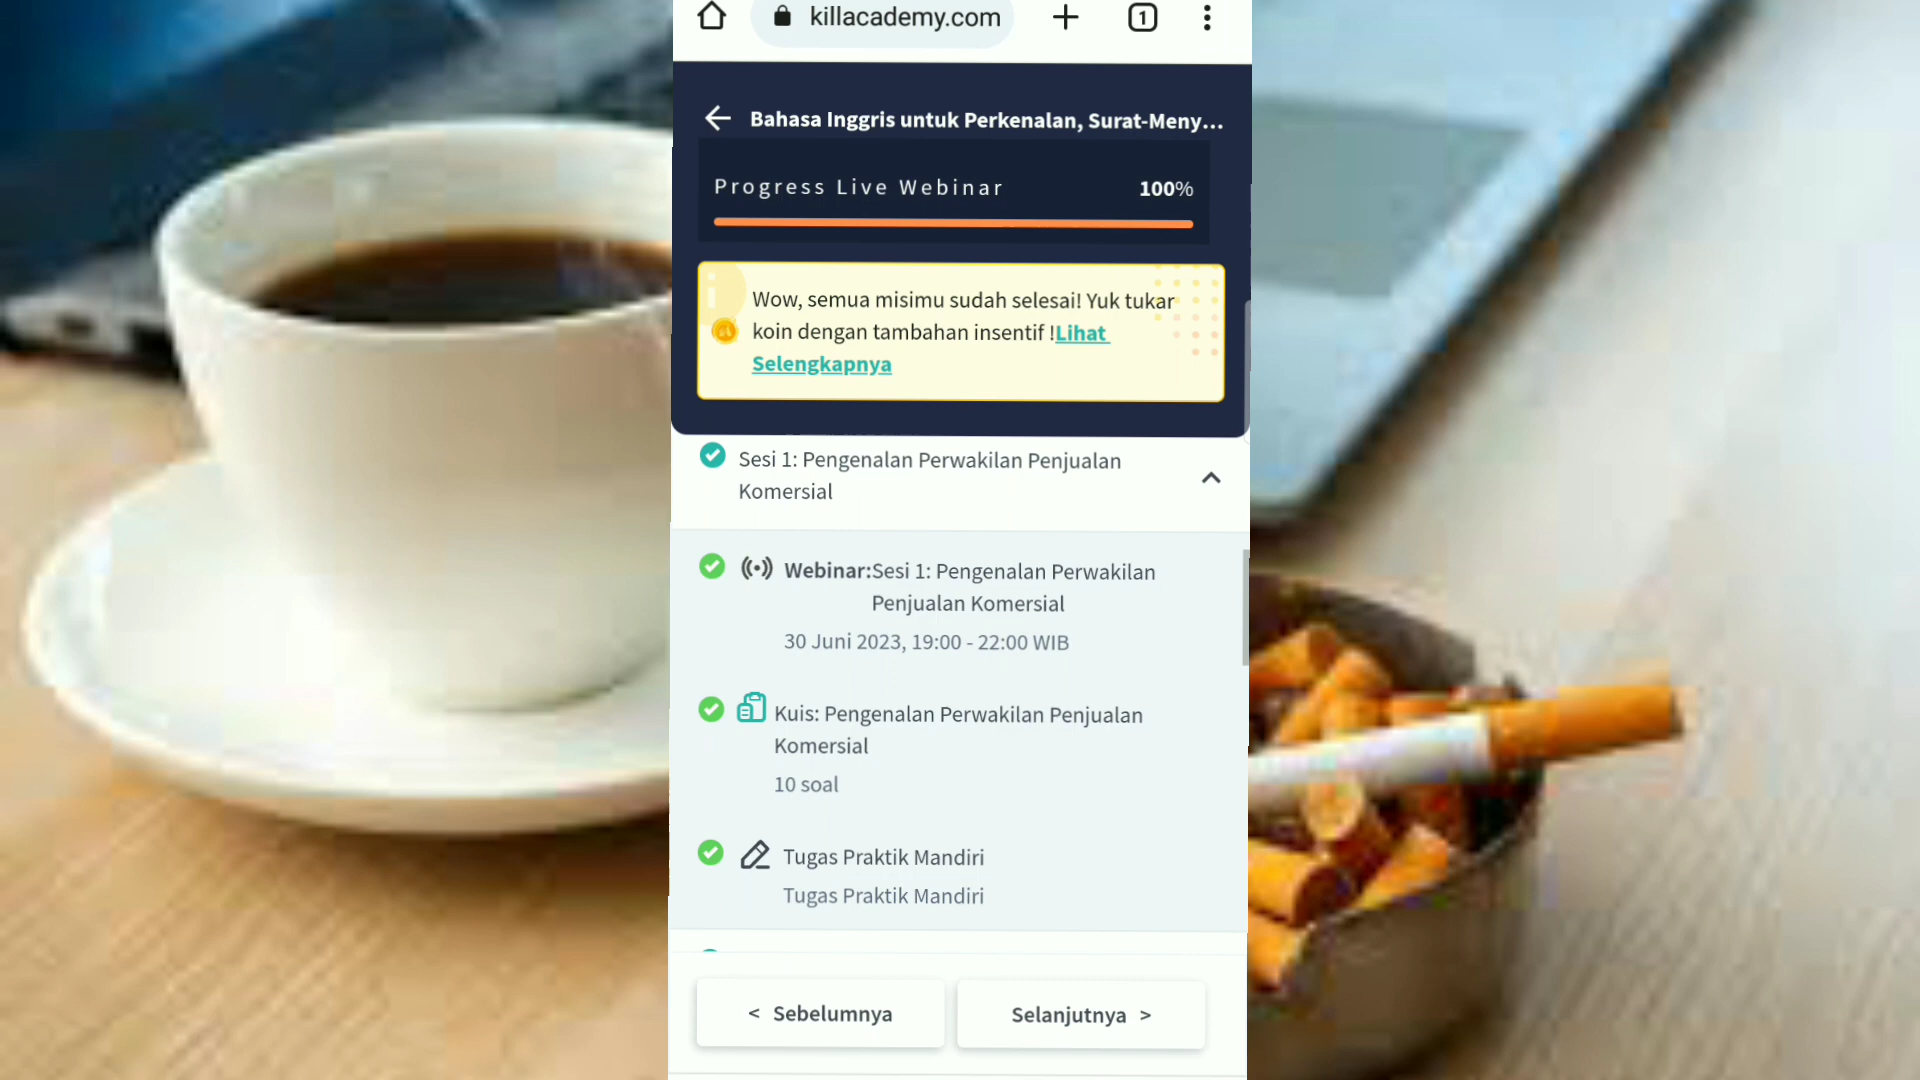 killacademy.com
1
Bahasa Inggris untuk Perkenalan, Surat-Meny...
Progress Live Webinar 100%
Wow, semua misimu sudah selesai! Yuk tukar
koin dengan tambahan insentif !Lihat
Selengkapnya
Sesi 1: Pengenalan Perwakilan Penjualan
Komersial
Webinar:Sesi 1: Pengenalan Perwakilan
Penjualan Komersial
30 Juni 2023, 19:00 - 22:00 WIB
Kuis: Pengenalan Perwakilan Penjualan
Komersial
10 soal
Tugas Praktik Mandiri
Tugas Praktik Mandiri
< Sebelumnya
Selanjutnya >